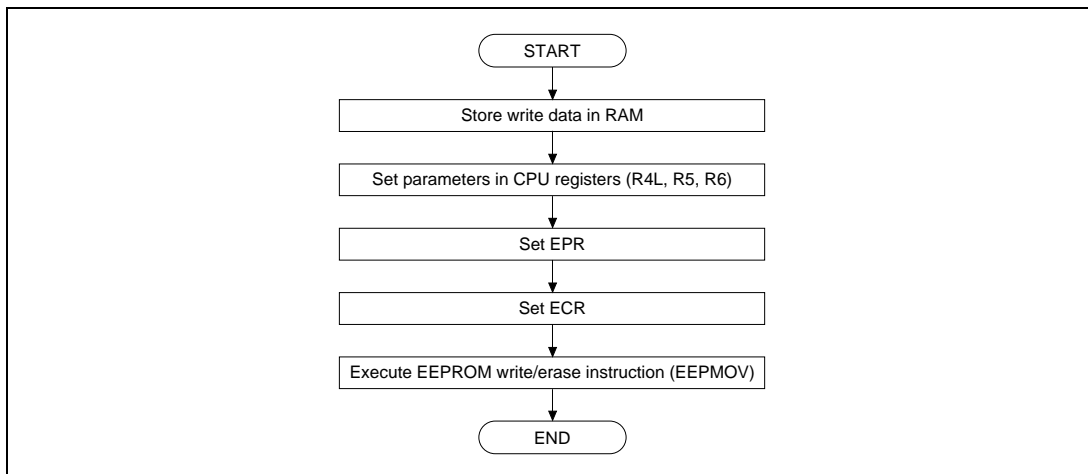 START
Store write data in RAM
Set parameters in CPU registers (R4L, R5, R6)
Set EPR
Set ECR
Execute EEPROM write/erase instruction (EEPMOV)
END